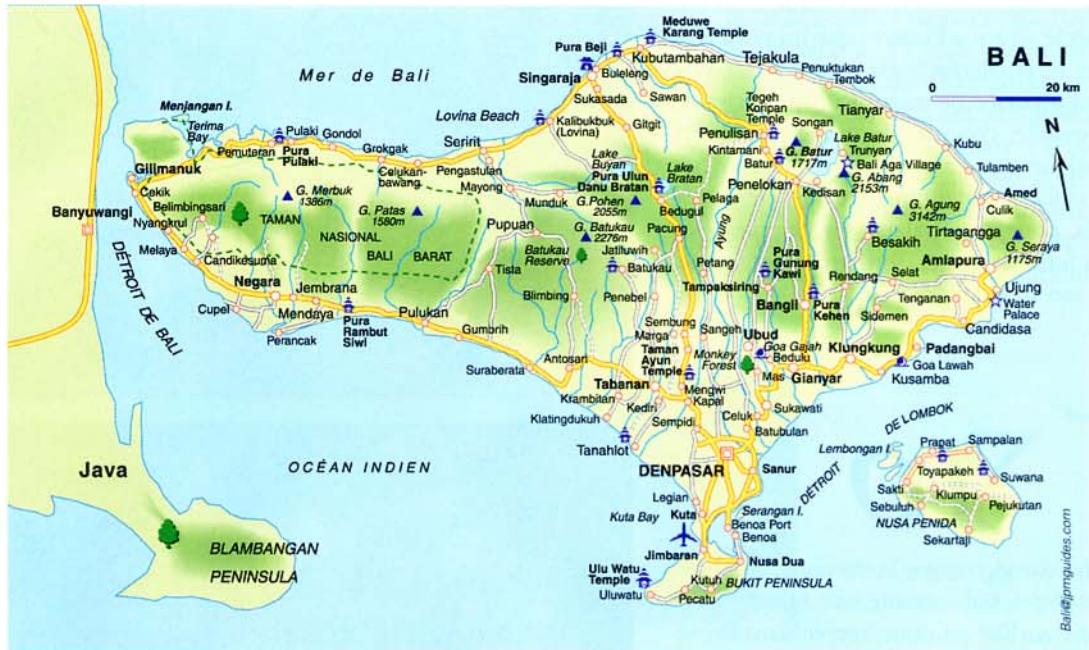 BALI
0 20 km
N
Mer de Bali
Meduwe
Karang Temple
Pura Beji
Kubutambahan
Tejakula
Penuktukan
Tembok
Singaraja
Buleleng
Sukasada
Sawan
Tegeh
Koripan
Temple
Songan
Tianyar
Menjangan I.
Terima
Bay
Pulaki
Gondol
Lovina Beach
Kalibukbuk
(Lovina)
Gitgit
Penulisan
Kintamani
Batur
G. Batur
1717m
Lake Batur
Trunyan
Bali Aga Village
Kubu
Gilimanuk
Pemuteran
Pura
Pulaki
Grokgak
Seririt
Celukan-
bawang
Pengastulan
Lake
Buyan
Pura Ulun
Danu Bratan
Lake
Bratan
Penelokan
Kedisan
G. Abang
2153m
Tulamben
Cekik
G. Merbuk
1386m
Mayong
Munduk
G.Pohen
2055m
Pelaga
Bedugul
Amed
Banyuwangi
Belimbingsari
Nyangkrul
TAMAN
NASIONAL
BALI BARAT
G. Patas
1580m
Pupuan
G. Batukau
2276m
Pacung
Ayung
G. Agung
3142m
Culik
Besakih
Tirtagangga
G. Seraya
1175m
Melaya
Candikesuma
Batukau
Reserve
Jatiluwih
Batukau
Petang
Pura
Gunung
Kawi
Tampaksiring
Rendang
Selat
Amlapura
DÉTROIT DE BALI
Negara
Jembrana
Mendaya
Tista
Blimbing
Penebel
Bangli
Pura
Kehen
Tenganan
Sidemen
Ujung
Water
Palace
Cupel
Perancak
Pura
Rambut
Siwi
Pulukan
Gumbrih
Sembung
Marga
Sangeh
Ubud
Goa Gajah
Bedulu
Klungkung
Candidasa
Padangbai
Suraberata
Antosari
Taman
Ayun
Temple
Monkey
Forest
Mas
Gianyar
Goa Lawah
Kusamba
Tabanan
Krambitan
Kediri
Mengwi
Kapal
Klatingdukuh
Sempidi
Celuk
Sukawati
Batubulan
Tanahlot
DÉTROIT DE LOMBOK
Java
OCÉAN INDIEN
DENPASAR
Sanur
Lembongan I.
Prapat
Sampalan
Toyapakeh
Suwana
Legian
Kuta
Kuta Bay
Serangan I.
Benoa Port
Benoa
Sakti
Klumpu
Sebuluh
Pejukutan
NUSA PENIDA
Sekartaji
BLAMBANGAN
PENINSULA
Jimbaran
Nusa Dua
Ulu Watu
Temple
Uluwatu
Kutuh
Pecatu
BUKIT PENINSULA
Bali@jpmguides.com